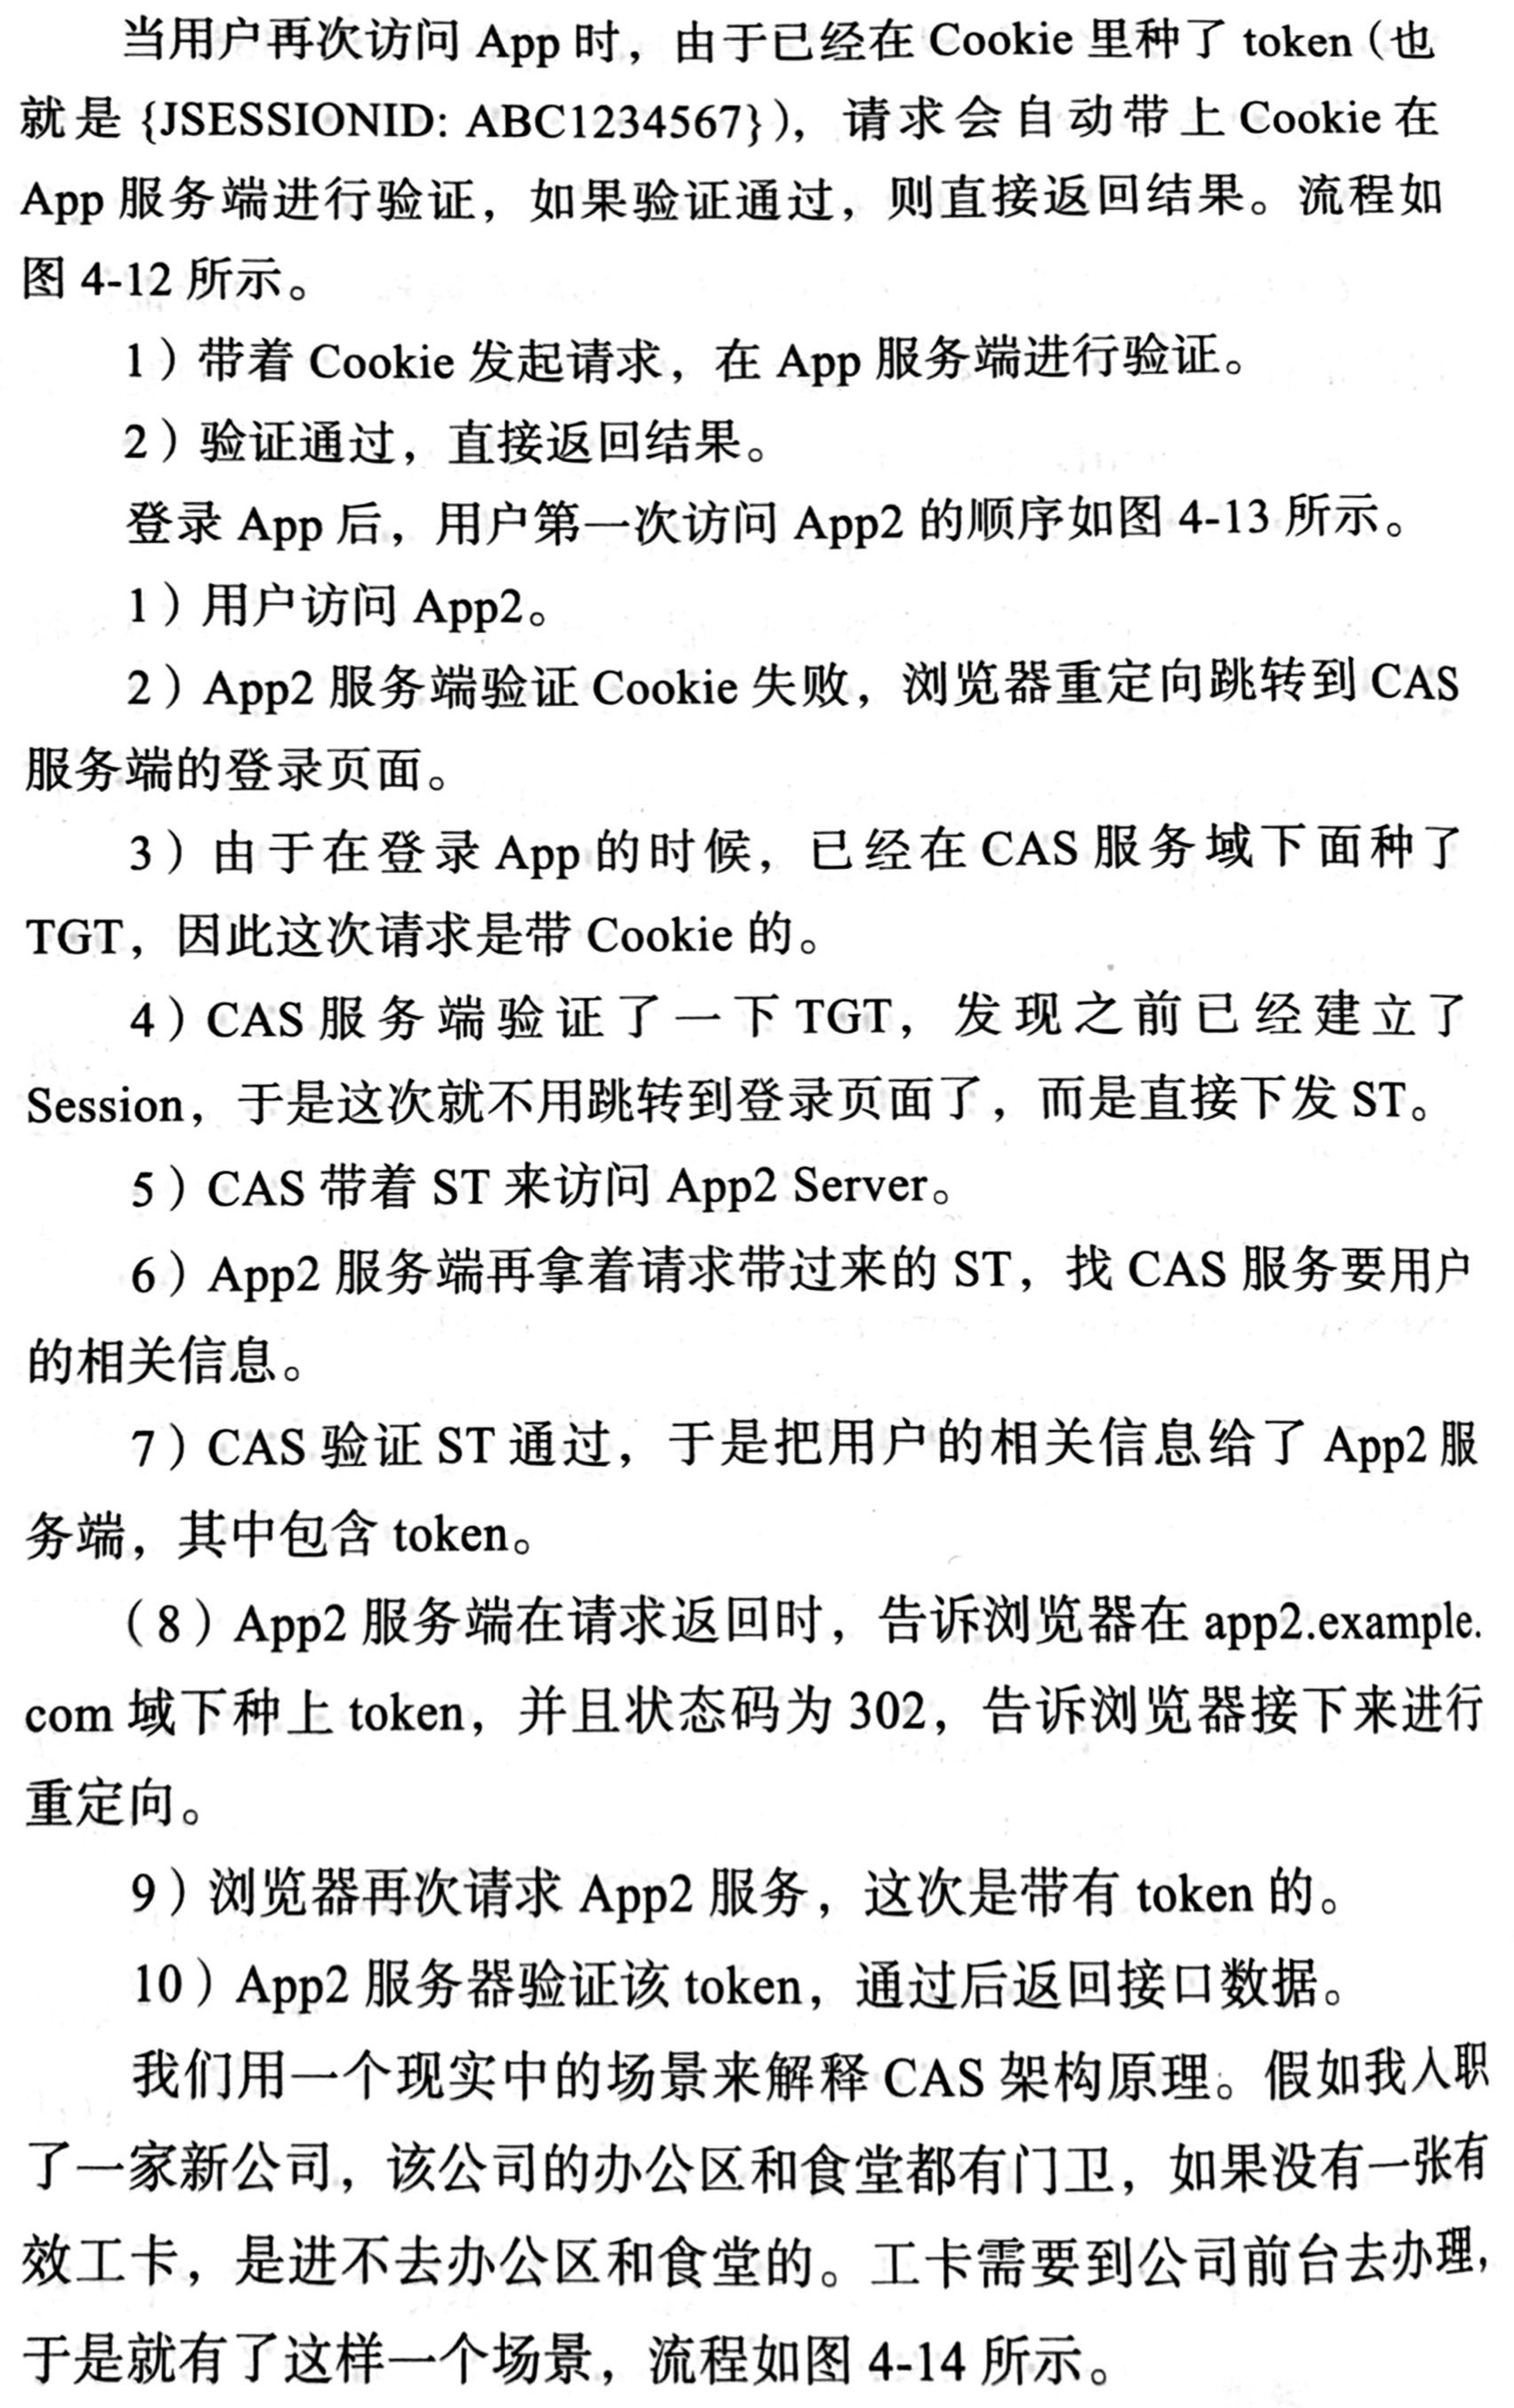 当用户再次访问 App 时，由于已经在 Cookie 里种了 token（也
就是 {JSESSIONID: ABC1234567}），请求会自动带上 Cookie 在
App 服务端进行验证，如果验证通过，则直接返回结果。流程如
图 4-12 所示。
1）带着 Cookie 发起请求，在 App 服务端进行验证。
2）验证通过，直接返回结果。
登录 App 后，用户第一次访问 App2 的顺序如图 4-13 所示。
1）用户访问 App2。
2）App2 服务端验证 Cookie 失败，浏览器重定向跳转到 CAS
服务端的登录页面。
3）由于在登录 App 的时候，已经在 CAS 服务域下面种了
TGT，因此这次请求是带 Cookie 的。
4）CAS 服务端验证了一下 TGT，发现之前已经建立了
Session，于是这次就不用跳转到登录页面了，而是直接下发 ST。
5）CAS 带着 ST 来访问 App2 Server。
6）App2 服务端再拿着请求带过来的 ST，找 CAS 服务要用户
的相关信息。
7）CAS 验证 ST 通过，于是把用户的相关信息给了 App2 服
务端，其中包含 token。
（8）App2 服务端在请求返回时，告诉浏览器在 app2.example.
com 域下种上 token，并且状态码为 302，告诉浏览器接下来进行
重定向。
9）浏览器再次请求 App2 服务，这次是带有 token 的。
10）App2 服务器验证该 token，通过后返回接口数据。
我们用一个现实中的场景来解释 CAS 架构原理。假如我入职
了一家新公司，该公司的办公区和食堂都有门卫，如果没有一张有
效工卡，是进不去办公区和食堂的。工卡需要到公司前台去办理，
于是就有了这样一个场景，流程如图 4-14 所示。